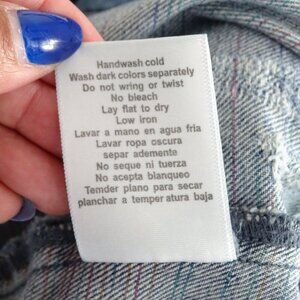 Handwash cold
Wash dark colors separately
Do not wring or twist
No bleach
Lay flat to dry
Low iron
Lavar a mano en agua fria
Lavar ropa oscura
separ ademente
No seque ni tuerza
No acepta blanqueo
Temder piano para secar
planchar a temper atura baja